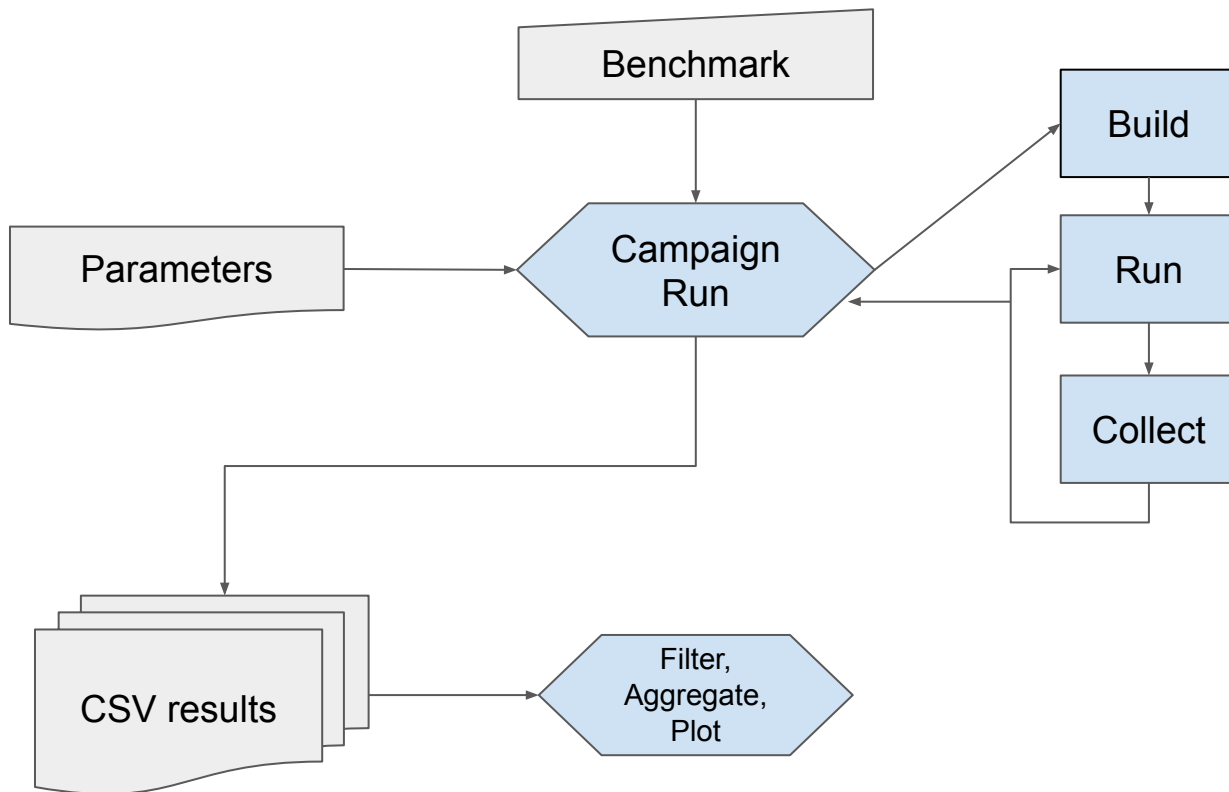 Benchmark
Build
Parameters
Campaign
Run
Run
Collect
CSV results
Filter,
Aggregate,
Plot